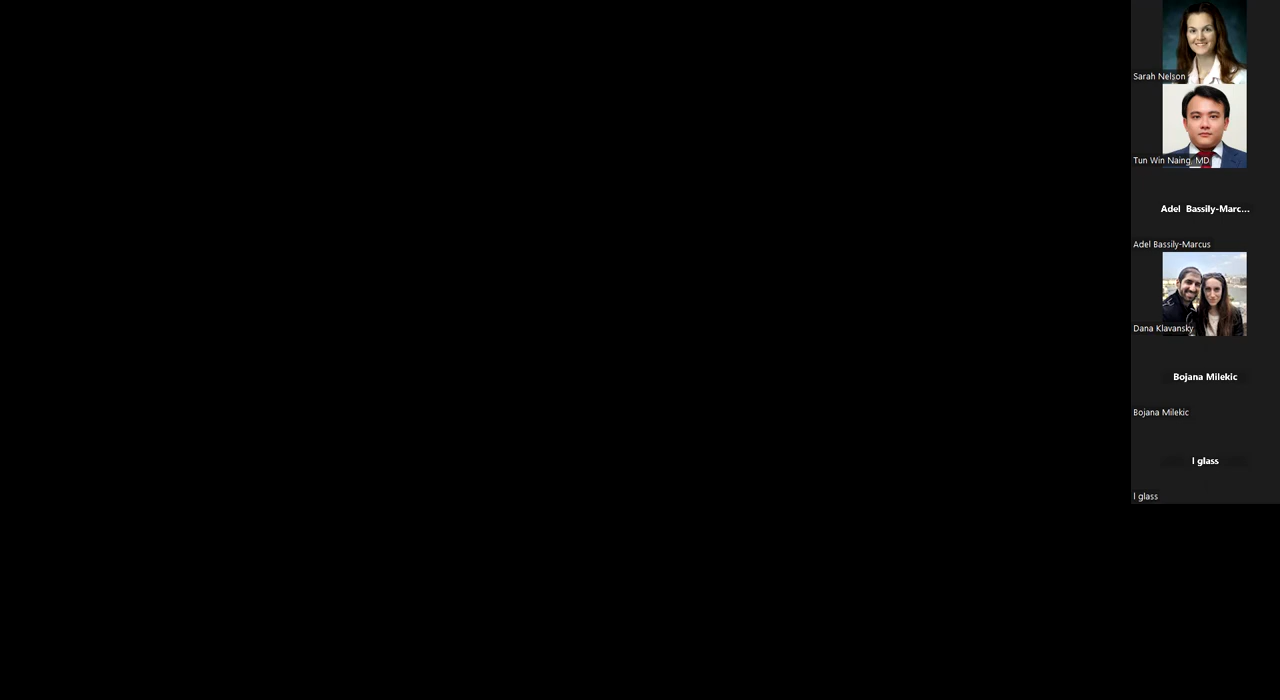 Sarah Nelson
Tun Win Naing, MD
Adel Bassily-Marc...
Adel Bassily-Marcus
Dana Klavansky
Bojana Milekic
Bojana Milekic
l glass
l glass